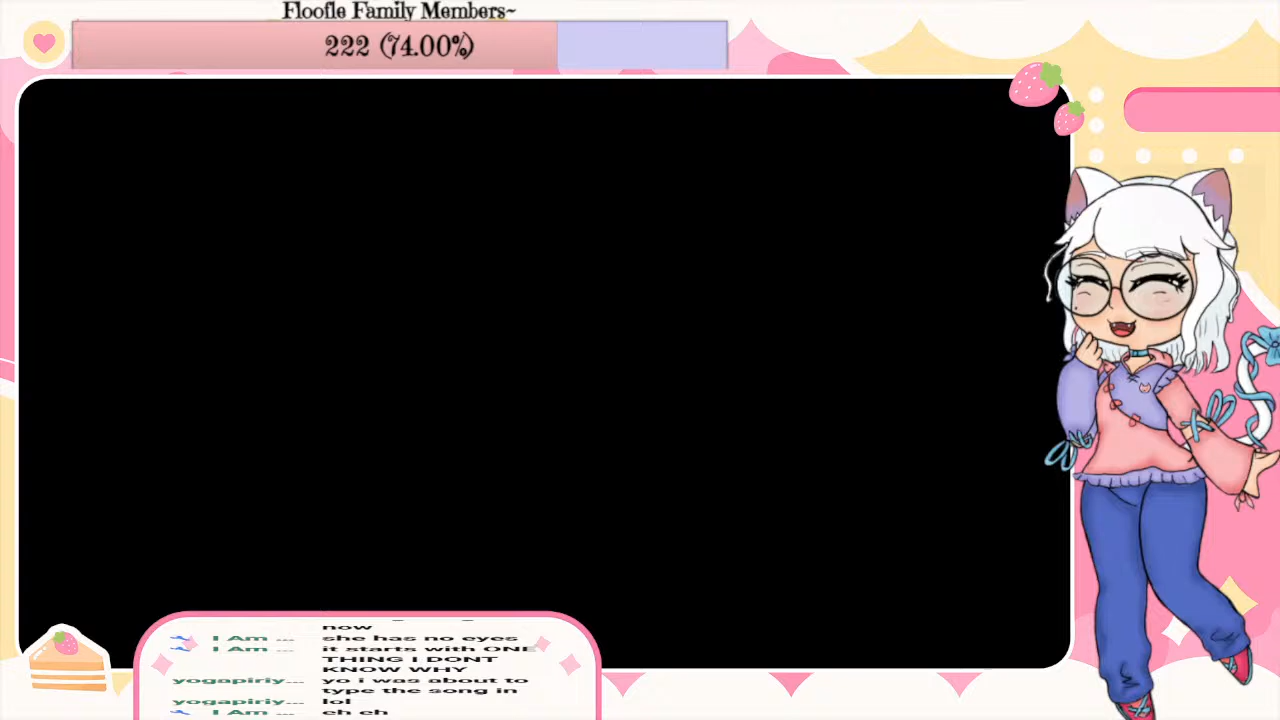 Floofle Family Members~
222 (74.00%)
now
I Am ... she has no eyes
I Am ... it starts with ONE
THING I DONT
KNOW WHY
yogapiriy... yo i was about to
type the song in
yogapiriy... lol
I Am ... eh eh